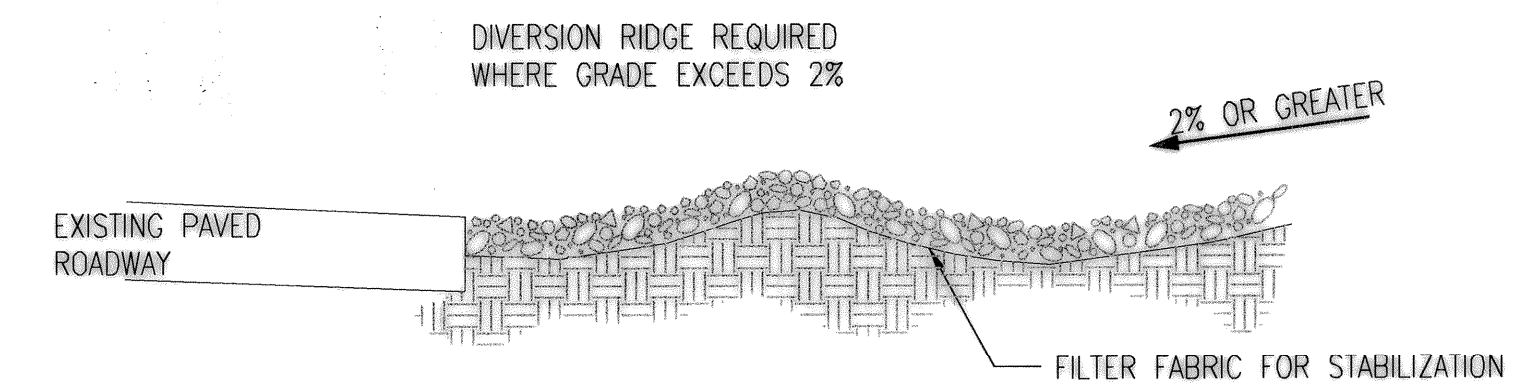 DIVERSION RIDGE REQUIRED
WHERE GRADE EXCEEDS 2%
2% OR GREATER
EXISTING PAVED
ROADWAY
FILTER FABRIC FOR STABILIZATION